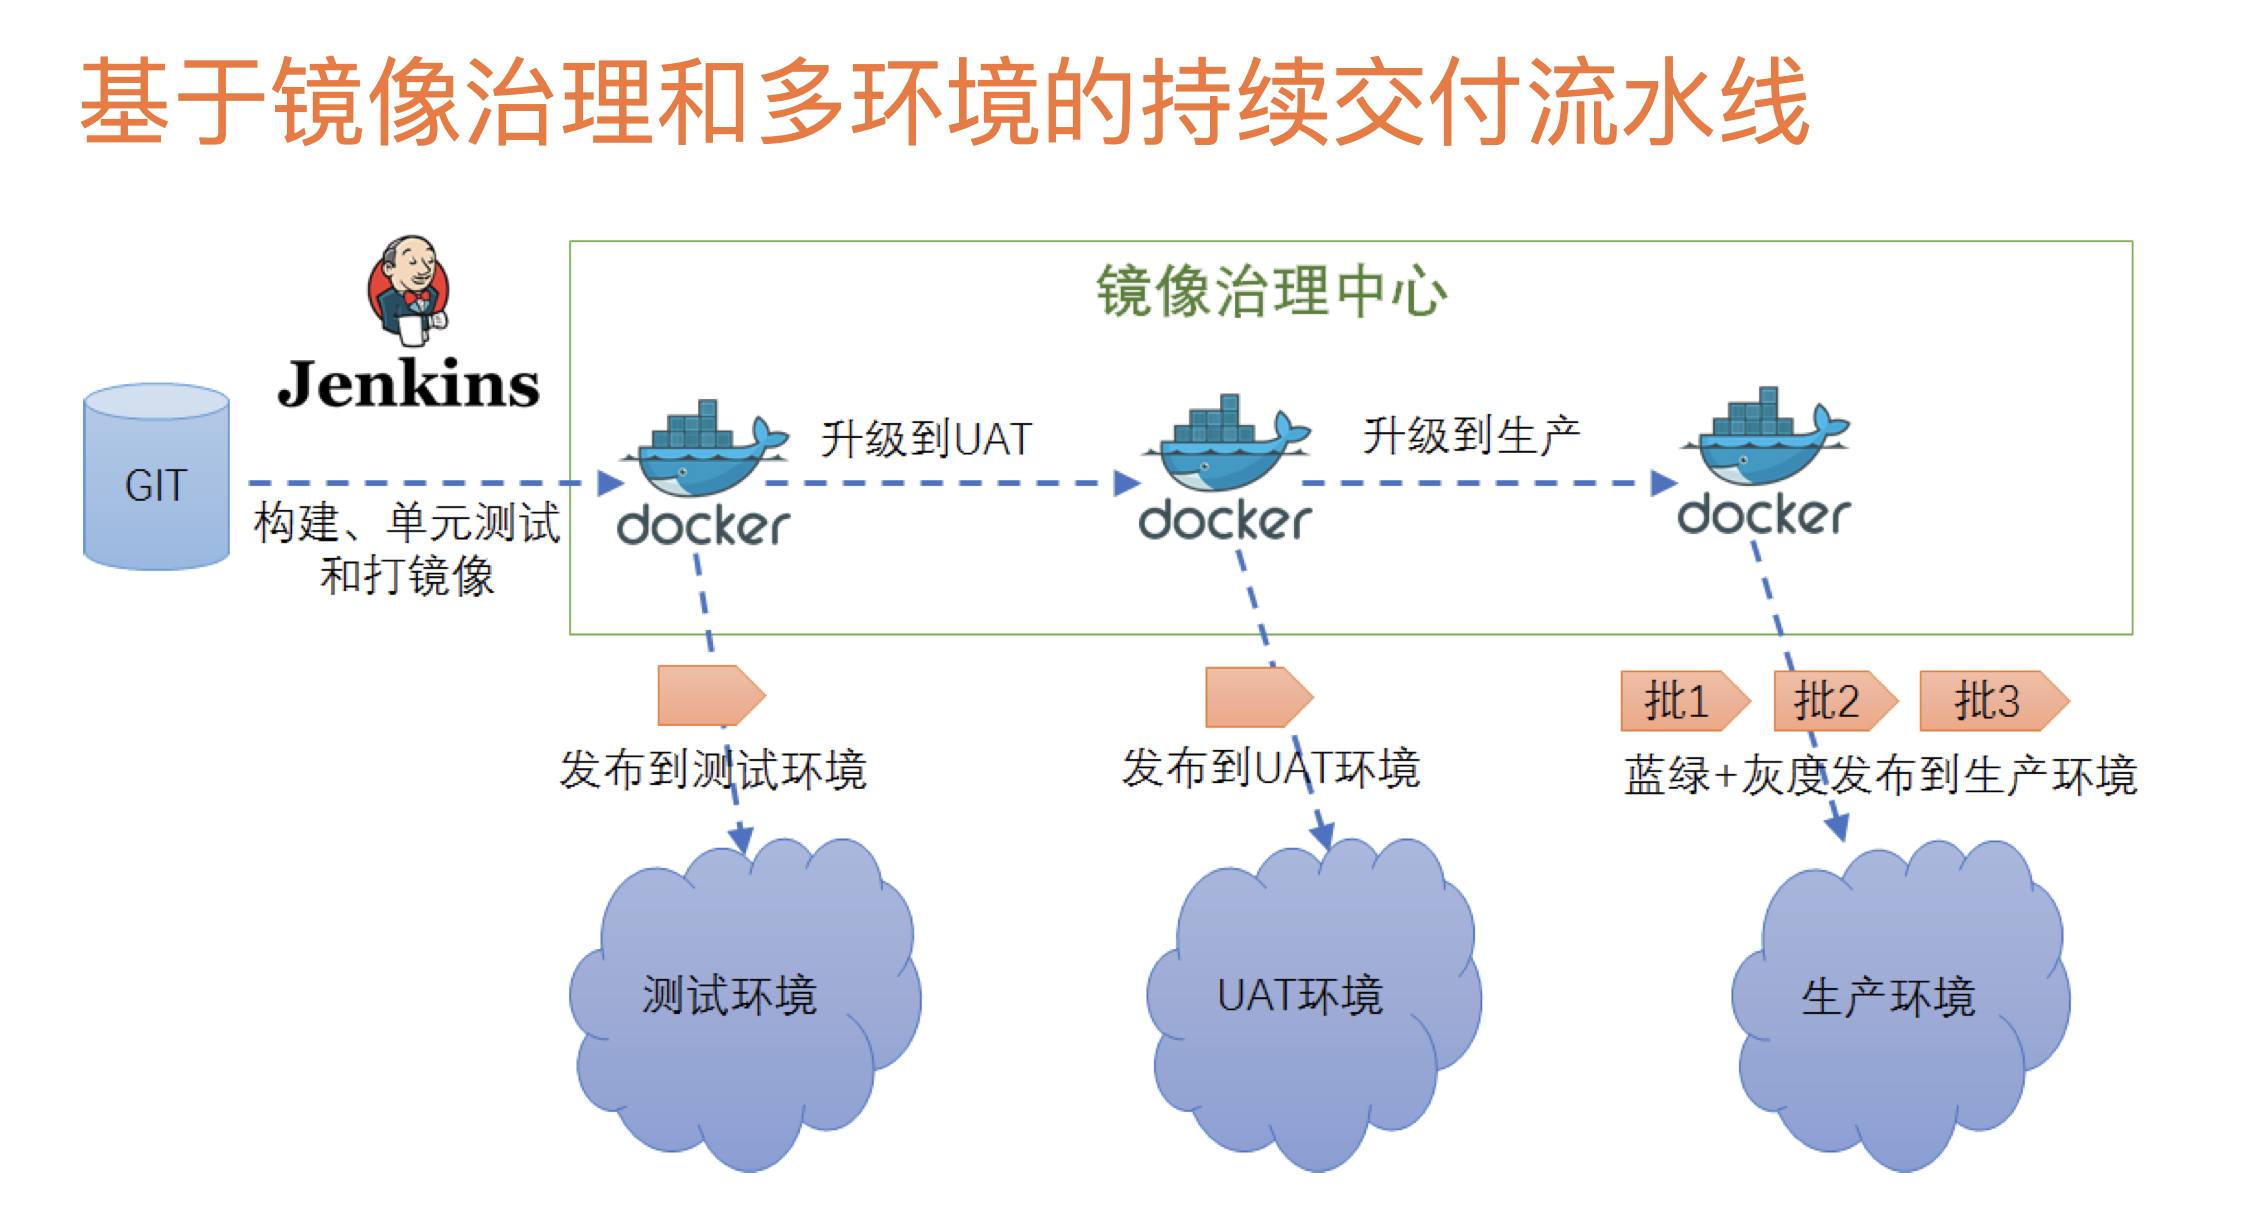 基于镜像治理和多环境的持续交付流水线
镜像治理中心
Jenkins
GIT
构建、单元测试
和打镜像
docker
升级到UAT
docker
升级到生产
docker
发布到测试环境
发布到UAT环境
批1
批2
批3
蓝绿+灰度发布到生产环境
测试环境
UAT环境
生产环境